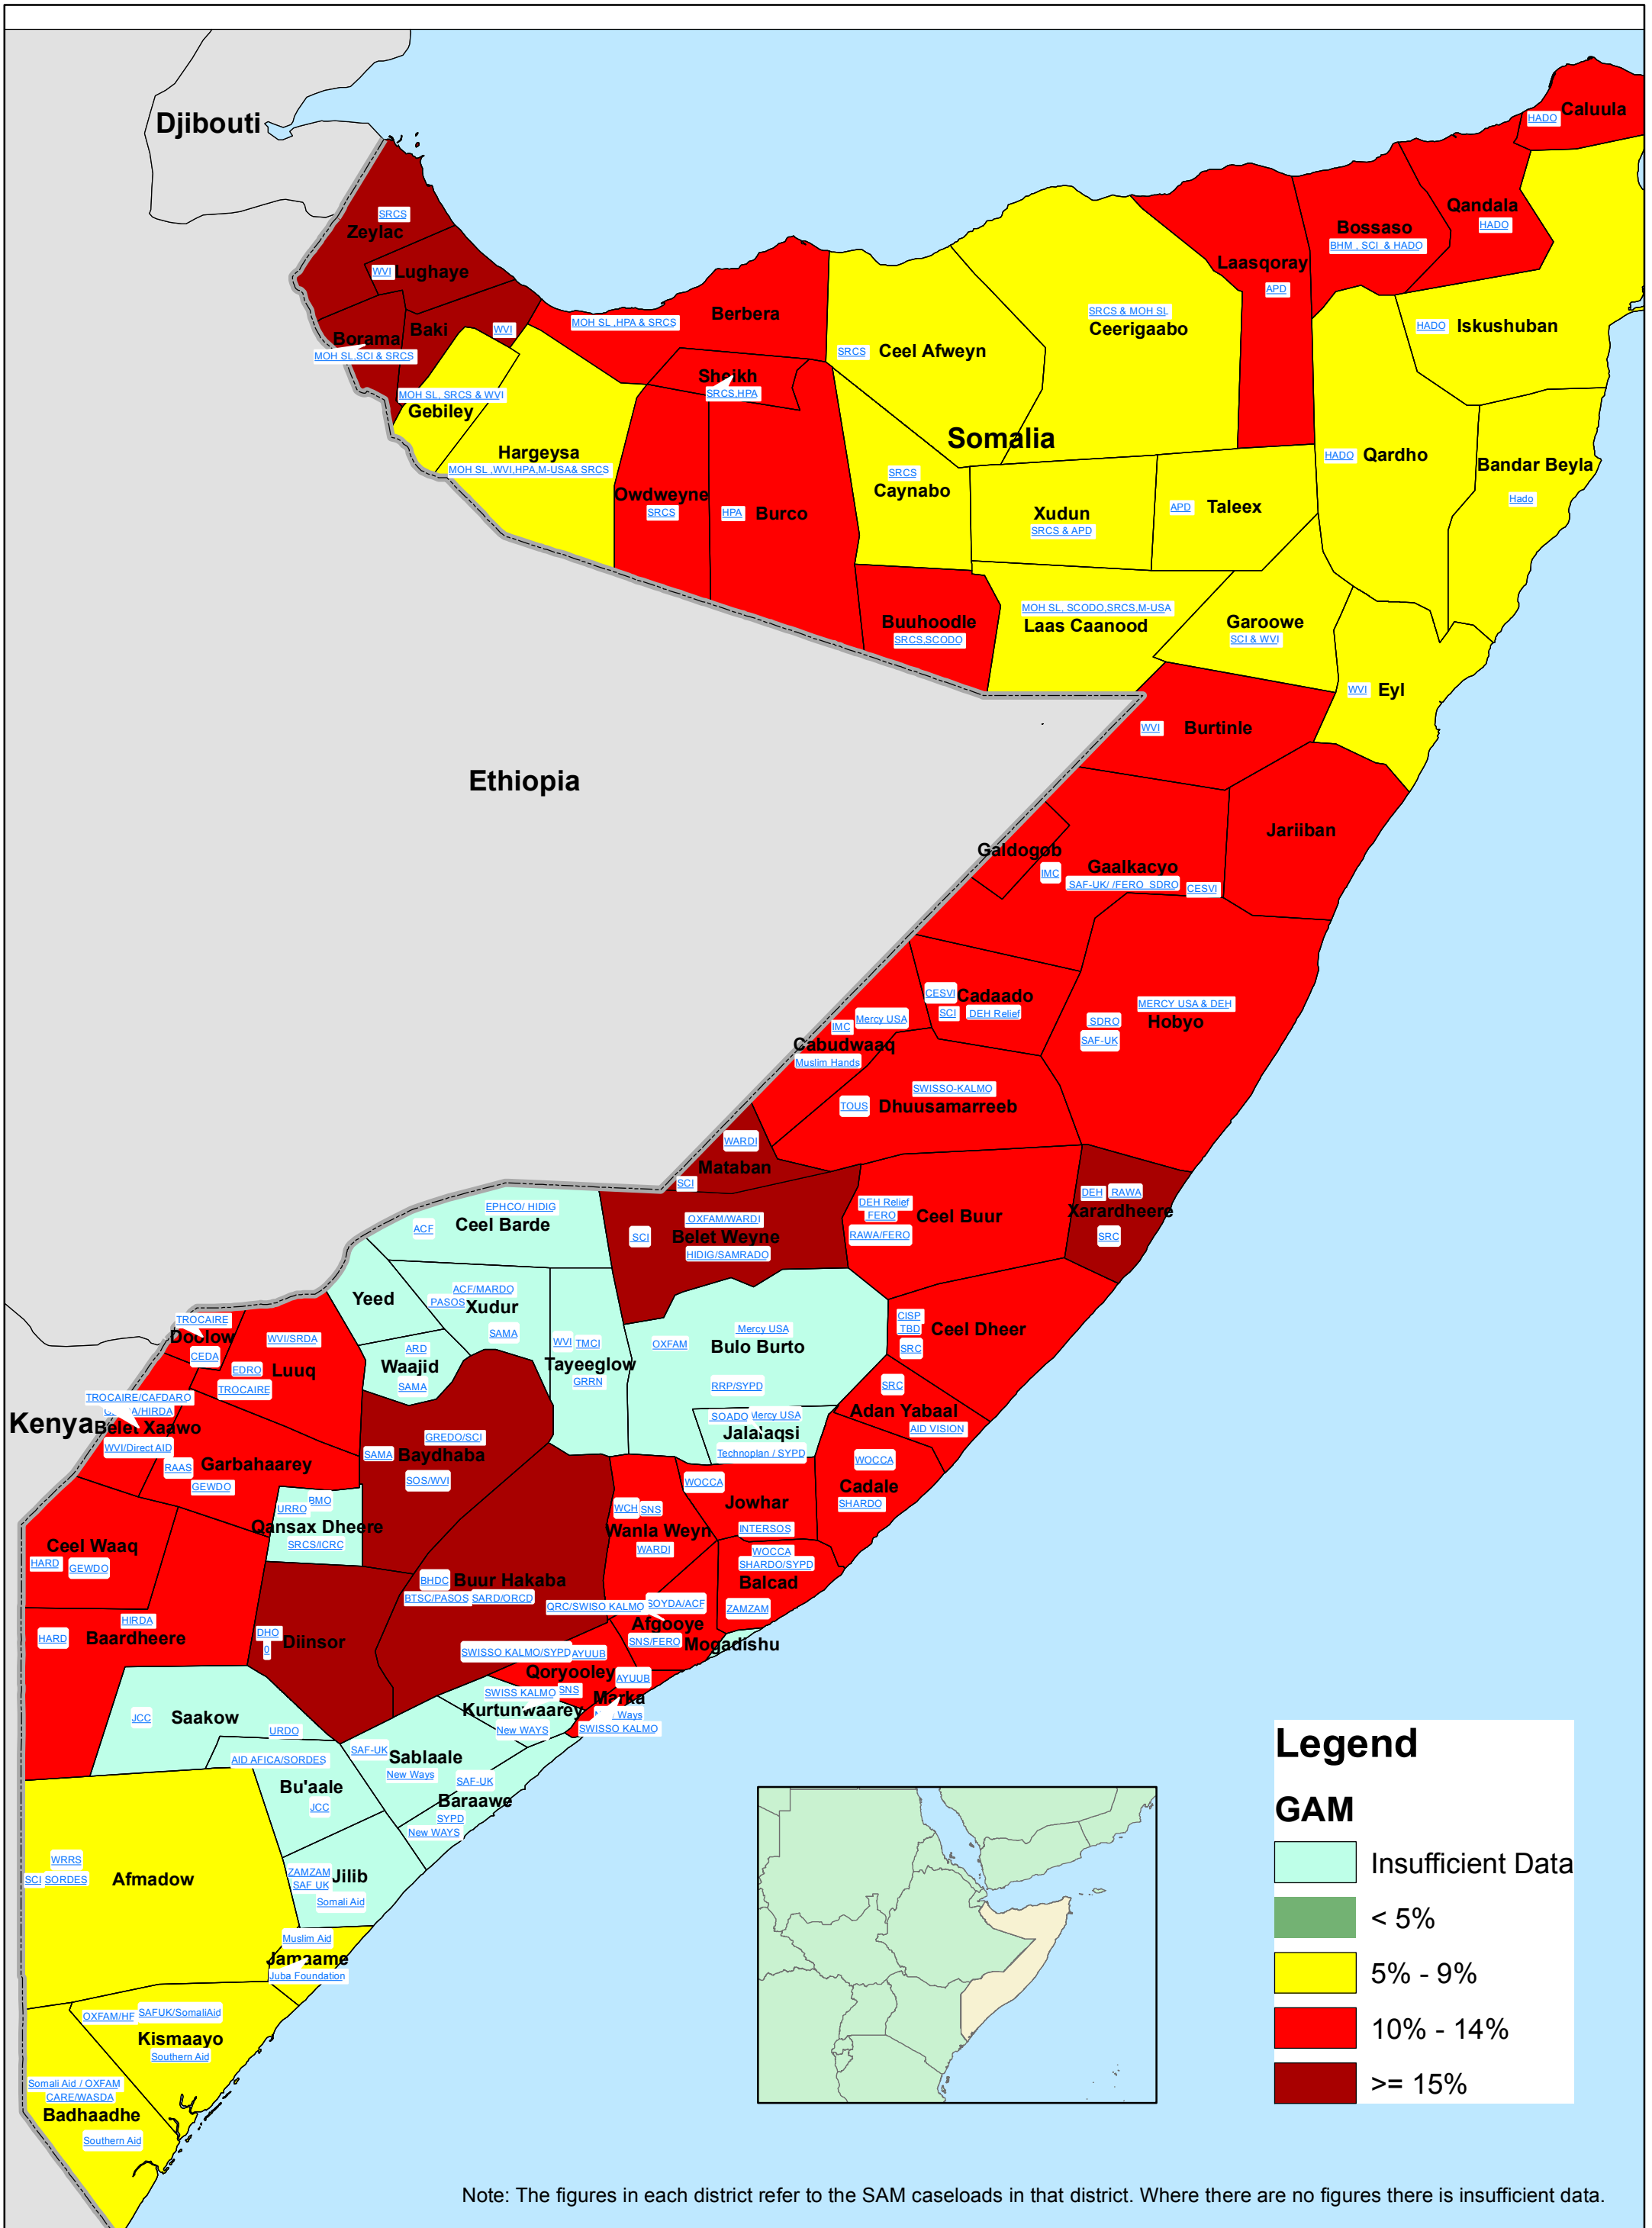 Djibouti
HADO
Caluula
SRCS
Zeylac
Qandala
HADO
Bossaso
BHM , SCI & HADO
WVI
Lughaye
Laasqoray
APD
Borama
MOH SL,SCI & SRCS
Baki
WVI
MOH SL ,HPA & SRCS
Berbera
SRCS & MOH SL
Ceerigaabo
HADO
Iskushuban
SRCS
Ceel Afweyn
Sheikh
SRCS,HPA
MOH SL, SRCS & WVI
Gebiley
Somalia
Hargeysa
MOH SL ,WVI,HPA,M-USA& SRCS
HADO
Qardho
Bandar Beyla
Hado
SRCS
Caynabo
Owdweyne
SRCS
HPA
Burco
Xudun
SRCS & APD
APD
Taleex
Buuhoodle
SRCS,SCODO
MOH SL, SCODO,SRCS,M-USA
Laas Caanood
Garoowe
SCI & WVI
WVI
Eyl
WVI
Burtinle
Ethiopia
Jariiban
Galdogob
IMC
Gaalkacyo
SAF-UK/ /FERO SDRO
CESVI
CESVI
Cadaado
SCI
DEH Relief
MERCY USA & DEH
SDRO
Hobyo
SAF-UK
IMC
Mercy USA
Cabudwaaq
Muslim Hands
SWISSO-KALMO
TOUS
Dhuusamarreeb
WARDI
Mataban
SCI
DEH
RAWA
Xarardheere
SRC
DEH Relief
FERO
Ceel Buur
RAWA/FERO
EPHCO/ HIDIG
ACF
Ceel Barde
OXFAM/WARDI
SCI
Belet Weyne
HIDIG/SAMRADO
Yeed
ACF/MARDO
PASOS
Xudur
SAMA
CISP
TBD
Ceel Dheer
SRC
TROCAIRE
Doolow
CEDA
WVI/SRDA
EDRO
Luuq
TROCAIRE
ARD
Waajid
SAMA
WVI
TMCI
Tayeeglow
GRRN
Mercy USA
OXFAM
Bulo Burto
RRP/SYPD
SRC
Adan Yabaal
AID VISION
TROCAIRE/CAFDARO
Kenya
Belet Xaawo
WVI/Direct AID
SOADO
Mercy USA
Jalalaqsi
Technoplan / SYPD
GREDO/SCI
SAMA
Baydhaba
SOS/WVI
RAAS
Garbahaarey
GEWDO
WOCCA
Cadale
SHARDO
WOCCA
Jowhar
INTERSOS
BMO
URRO
Qansax Dheere
SRCS/ICRC
WCH
SNS
Wanla Weyn
WARDI
Ceel Waaq
HARD
GEWDO
WOCCA
SHARDO/SYPD
Balcad
ZAMZAM
BHDC
Buur Hakaba
BTSC/PASOS
SARD/ORCD
QRC/SWISO KALMO
SOYDA/ACF
Afgooye
SNS/FERO
Mogadishu
HIRDA
HARD
Baardheere
DHO
0
Diinsor
SWISSO KALMO/SYPD
AYUUB
Qoryooley
AYUUB
SWISS KALMO
SNS
Marka
Ways
SWISSO KALMO
Kurtunwaarey
New WAYS
JCC
Saakow
URDO
SAF-UK
Sablaale
New Ways
SAF-UK
Baraawe
SYPD
New WAYS
AID AFICA/SORDES
Bu'aale
JCC
Legend
GAM
Insufficient Data
< 5%
5% - 9%
10% - 14%
>= 15%
WRRS
SCI
SORDES
Afmadow
ZAMZAM
SAF UK
Jilib
Somali Aid
Muslim Aid
Jamaame
Juba Foundation
OXFAM/HF
SAFUK/SomaliAid
Kismaayo
Southern Aid
Somali Aid / OXFAM
CARE/WASDA
Badhaadhe
Southern Aid
Note: The figures in each district refer to the SAM caseloads in that district. Where there are no figures there is insufficient data.